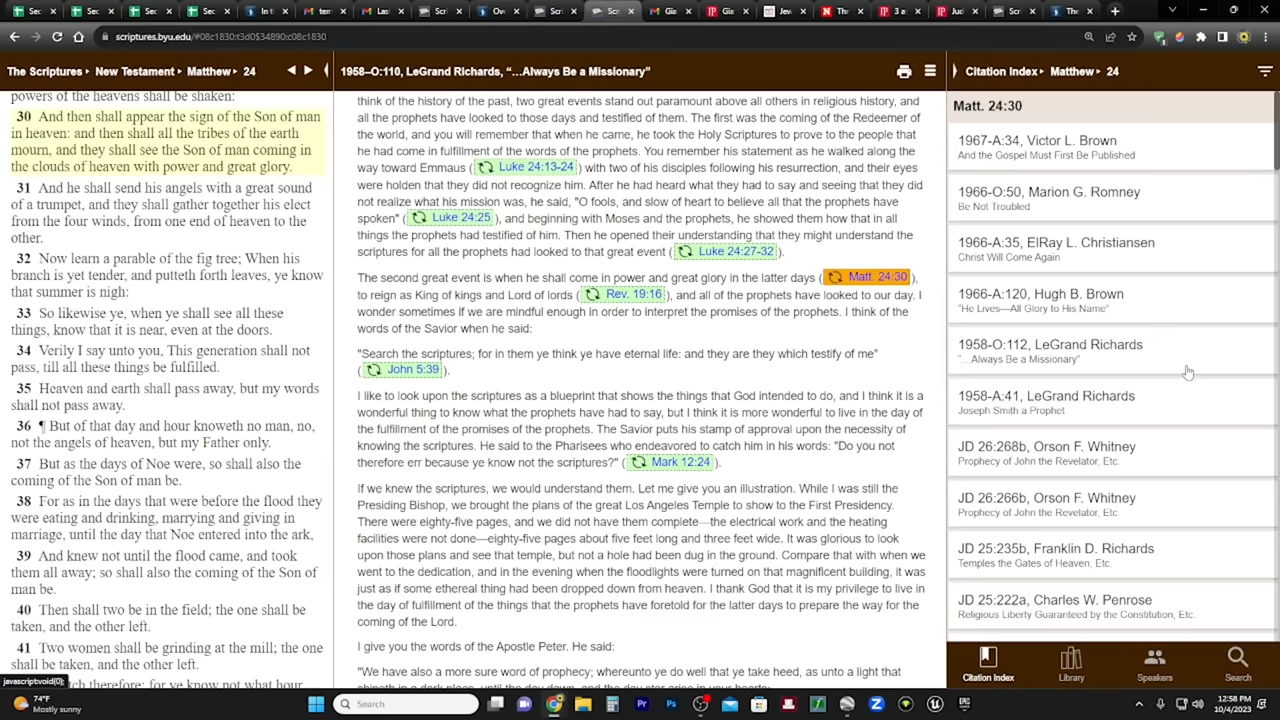 Sec
Sec
Sec
Sec
In t
tem
Las
Scr
Ove
Scr
Scr
Gle
Gin
Jew
Thr
3 a
Jud
Scr
The
scriptures.byu.edu/#08c1830:t3d0$34890:c08c1830
The Scriptures › New Testament › Matthew › 24
powers of the heavens shall be shaken:
30 And then shall appear the sign of the Son of man
in heaven: and then shall all the tribes of the earth
mourn, and they shall see the Son of man coming in
the clouds of heaven with power and great glory.
31 And he shall send his angels with a great sound
of a trumpet, and they shall gather together his elect
from the four winds, from one end of heaven to the
other.
32 Now learn a parable of the fig tree; When his
branch is yet tender, and putteth forth leaves, ye know
that summer is nigh:
33 So likewise ye, when ye shall see all these
things, know that it is near, even at the doors.
34 Verily I say unto you, This generation shall not
pass, till all these things be fulfilled.
35 Heaven and earth shall pass away, but my words
shall not pass away.
36 ¶ But of that day and hour knoweth no man, no,
not the angels of heaven, but my Father only.
37 But as the days of Noe were, so shall also the
coming of the Son of man be.
38 For as in the days that were before the flood they
were eating and drinking, marrying and giving in
marriage, until the day that Noe entered into the ark,
39 And knew not until the flood came, and took
them all away; so shall also the coming of the Son of
man be.
40 Then shall two be in the field; the one shall be
taken, and the other left.
41 Two women shall be grinding at the mill; the one
shall be taken, and the other left.
therefore: for ye know not what hour
javascript:void(0);
1958–O:110, LeGrand Richards, “…Always Be a Missionary”
think of the history of the past, two great events stand out paramount above all others in religious history, and
all the prophets have looked to those days and testified of them. The first was the coming of the Redeemer of
the world, and you will remember that when he came, he took the Holy Scriptures to prove to the people that
he had come in fulfillment of the words of the prophets. You remember his statement as he walked along the
way toward Emmaus ( Luke 24:13-24 ) with two of his disciples following his resurrection, and their eyes
were holden that they did not recognize him. After he had heard what they had to say and seeing that they did
not realize what his mission was, he said, "O fools, and slow of heart to believe all that the prophets have
spoken" ( Luke 24:25 ), and beginning with Moses and the prophets, he showed them how that in all
things the prophets had testified of him. Then he opened their understanding that they might understand the
scriptures for all the prophets had looked to that great event ( Luke 24:27-32 ).
The second great event is when he shall come in power and great glory in the latter days ( Matt. 24:30 ),
to reign as King of kings and Lord of lords ( Rev. 19:16 ), and all of the prophets have looked to our day. I
wonder sometimes if we are mindful enough in order to interpret the promises of the prophets. I think of the
words of the Savior when he said:
"Search the scriptures; for in them ye think ye have eternal life: and they are they which testify of me"
( John 5:39 ).
I like to look upon the scriptures as a blueprint that shows the things that God intended to do, and I think it is a
wonderful thing to know what the prophets have had to say, but I think it is more wonderful to live in the day of
the fulfillment of the promises of the prophets. The Savior puts his stamp of approval upon the necessity of
knowing the scriptures. He said to the Pharisees who endeavored to catch him in his words: "Do you not
therefore err because ye know not the scriptures?" ( Mark 12:24 ).
If we knew the scriptures, we would understand them. Let me give you an illustration. While I was still the
Presiding Bishop, we brought the plans of the great Los Angeles Temple to show to the First Presidency.
There were eighty-five pages, and we did not have them complete—the electrical work and the heating
facilities were not done—eighty-five pages about five feet long and three feet wide. It was glorious to look
upon those plans and see that temple, but not a hole had been dug in the ground. Compare that with when we
went to the dedication, and in the evening when the floodlights were turned on that magnificent building, it was
just as if some ethereal thing had been dropped down from heaven. I thank God that it is my privilege to live in
the day of fulfillment of the things that the prophets have foretold for the latter days to prepare the way for the
coming of the Lord.
I give you the words of the Apostle Peter. He said:
"We have also a more sure word of prophecy; whereunto ye do well that ye take heed, as unto a light that
Citation Index › Matthew › 24
Matt. 24:30
1967-A:34, Victor L. Brown
And the Gospel Must First Be Published
1966-O:50, Marion G. Romney
Be Not Troubled
1966-A:35, ElRay L. Christiansen
Christ Will Come Again
1966-A:120, Hugh B. Brown
"He Lives—All Glory to His Name"
1958-O:112, LeGrand Richards
"…Always Be a Missionary"
1958-A:41, LeGrand Richards
Joseph Smith a Prophet
JD 26:268b, Orson F. Whitney
Prophecy of John the Revelator, Etc.
JD 26:266b, Orson F. Whitney
Prophecy of John the Revelator, Etc.
JD 25:235b, Franklin D. Richards
Temples the Gates of Heaven, Etc.
JD 25:222a, Charles W. Penrose
Religious Liberty Guaranteed by the Constitution, Etc.
Citation Index
Library
Speakers
Search
74°F
Mostly sunny
Search
12:58 PM
10/4/2023